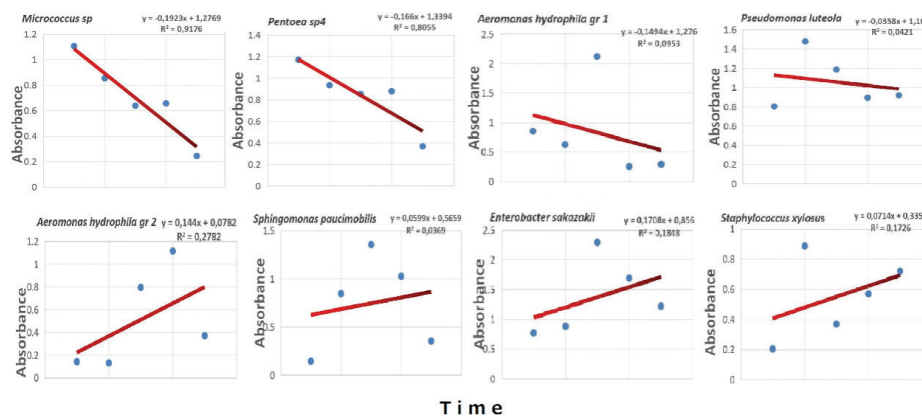 Micrococcus sp
y = -0,1923x + 1,2769
R² = 0,9176
Absorbance
1.2
1
0.8
0.6
0.4
0.2
0
Pentoea sp4
y = -0,166x + 1,3394
R² = 0,8055
Absorbance
1.4
1.2
1
0.8
0.6
0.4
0.2
0
Aeromonas hydrophila gr 1
y = -0,1494x + 1,276
R² = 0,0953
Absorbance
2.5
2
1.5
1
0.5
0
Pseudomonas luteola
y = -0,0358x + 1,16
R² = 0,0421
Absorbance
1.6
1.4
1.2
1
0.8
0.6
0.4
0.2
0
Aeromonas hydrophila gr 2
y = 0,144x + 0,0782
R² = 0,2782
Absorbance
1.2
1
0.8
0.6
0.4
0.2
0
Sphingomonas paucimobilis
y = 0,0599x + 0,5659
R² = 0,0369
Absorbance
1.5
1
0.5
0
Enterobacter sakazakii
y = 0,1708x + 0,856
R² = 0,1848
Absorbance
2.5
2
1.5
1
0.5
0
Staphylococcus xylosus
y = 0,0714x + 0,335
R² = 0,1726
Absorbance
1
0.8
0.6
0.4
0.2
0
Time